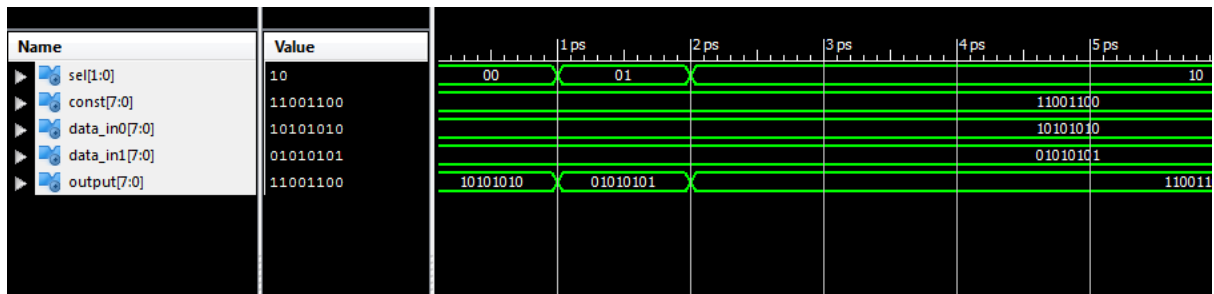 Name Value 1 ps 2 ps 3 ps 4 ps 5 ps
sel[1:0] 10 00 01 10
const[7:0] 11001100 11001100
data_in0[7:0] 10101010 10101010
data_in1[7:0] 01010101 01010101
output[7:0] 11001100 10101010 01010101 110011